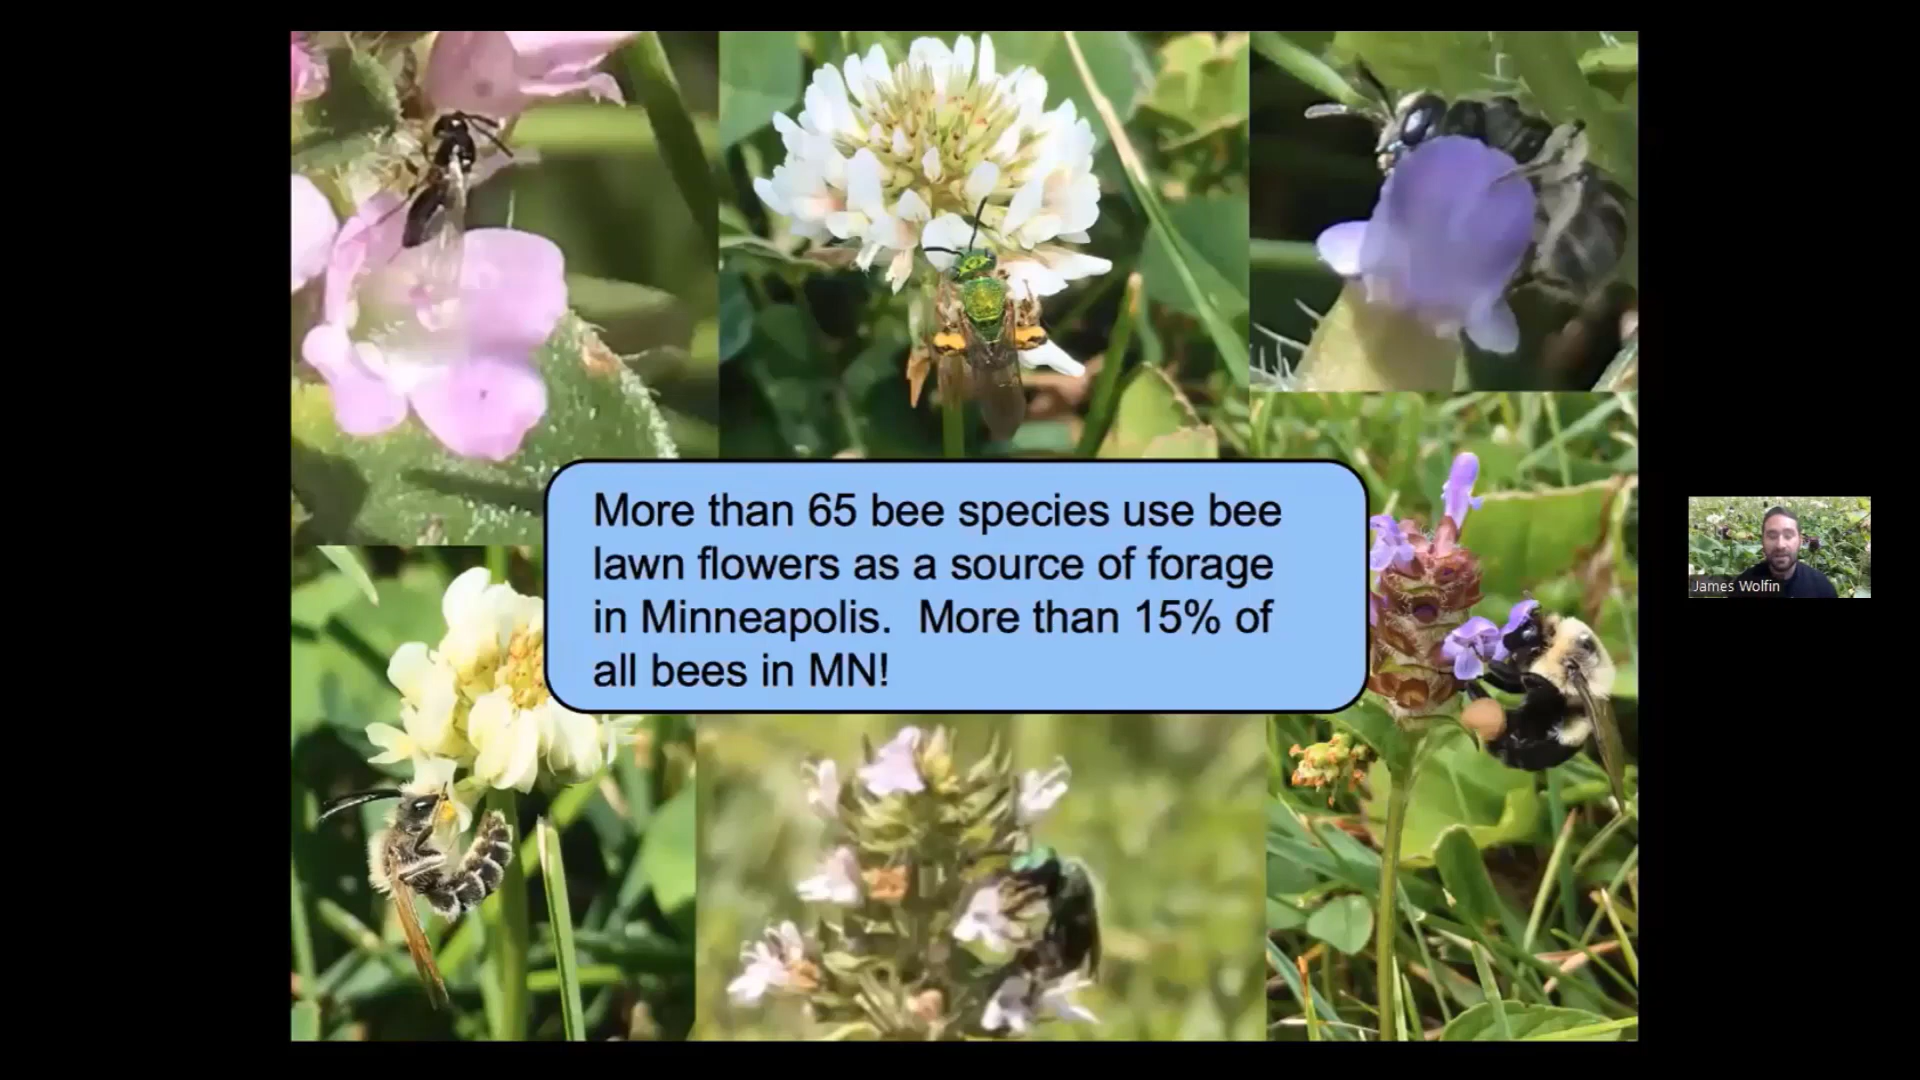 More than 65 bee species use bee
lawn flowers as a source of forage
in Minneapolis.  More than 15% of
all bees in MN!
James Wolfin